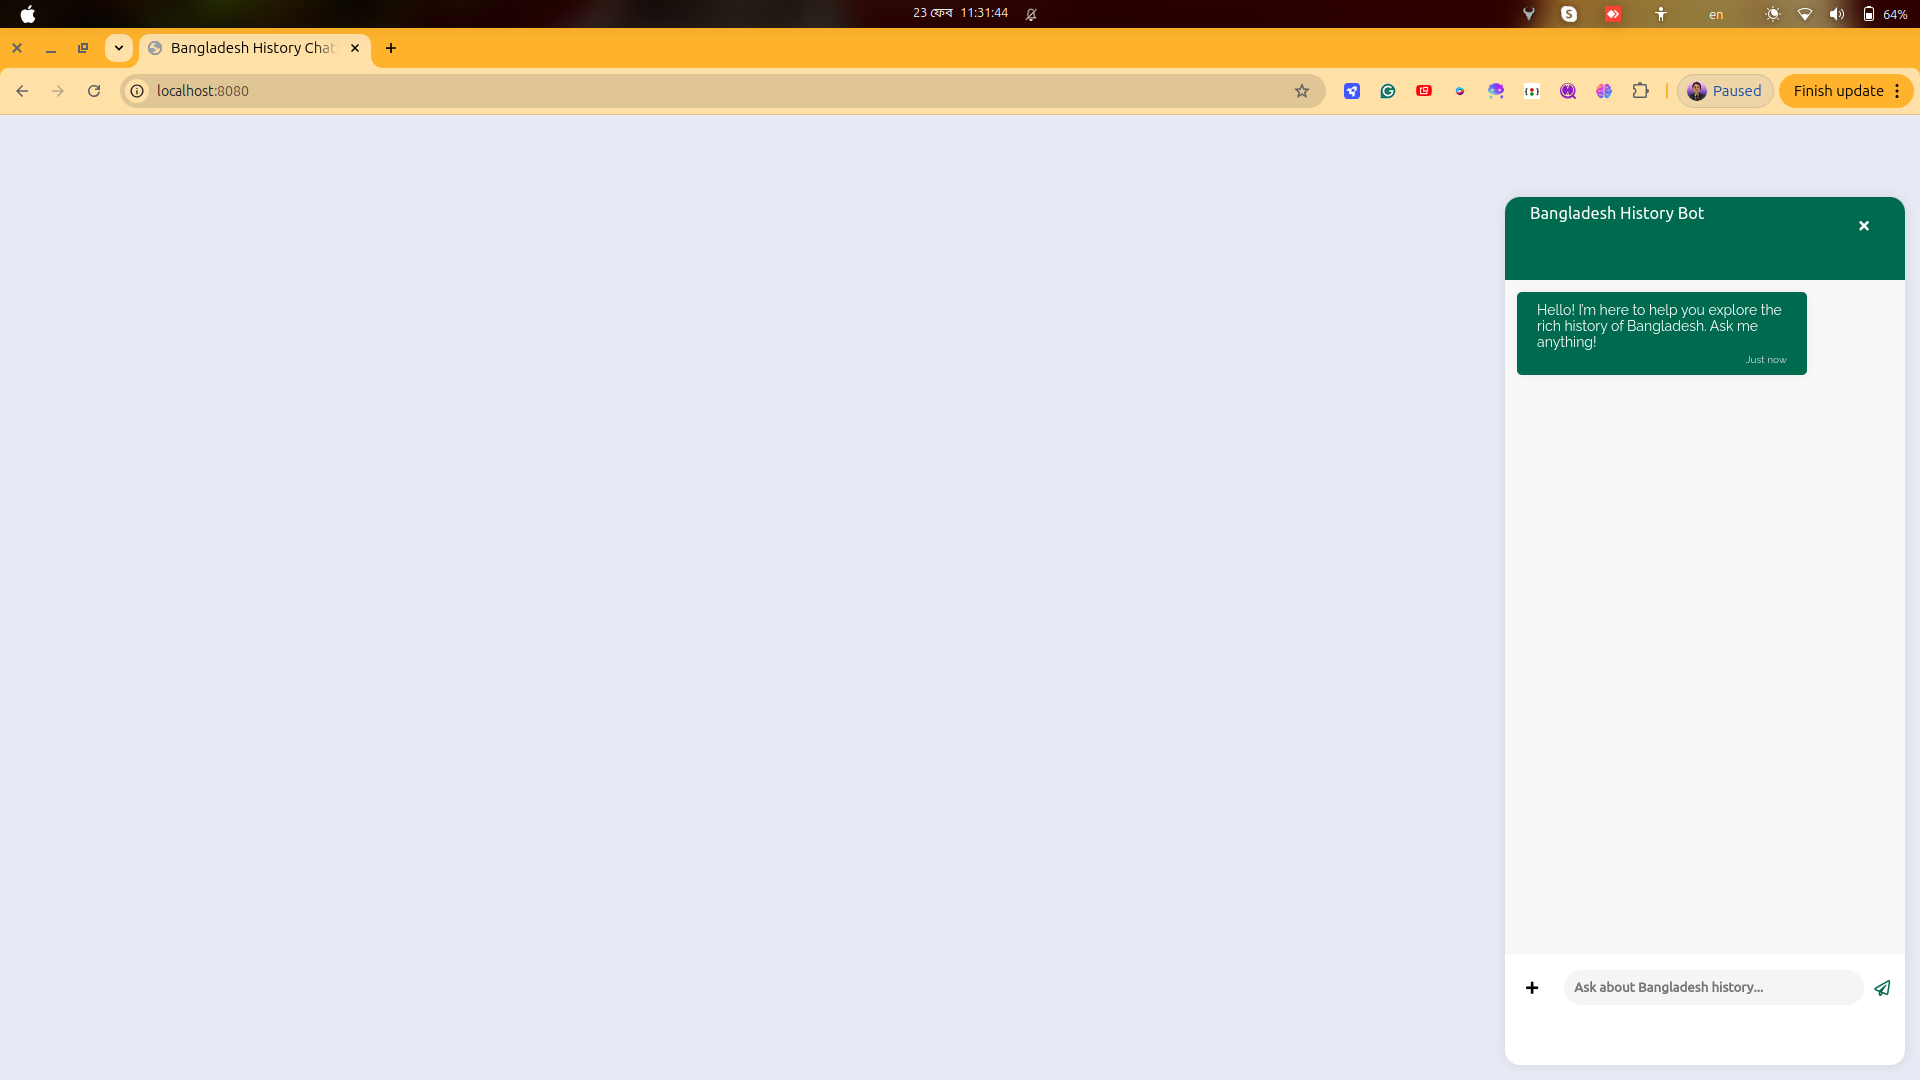 23 ফেব 11:31:44
en
64%
Bangladesh History Chat
localhost:8080
Paused
Finish update
Bangladesh History Bot
Hello! I'm here to help you explore the
rich history of Bangladesh. Ask me
anything!
Just now
Ask about Bangladesh history...